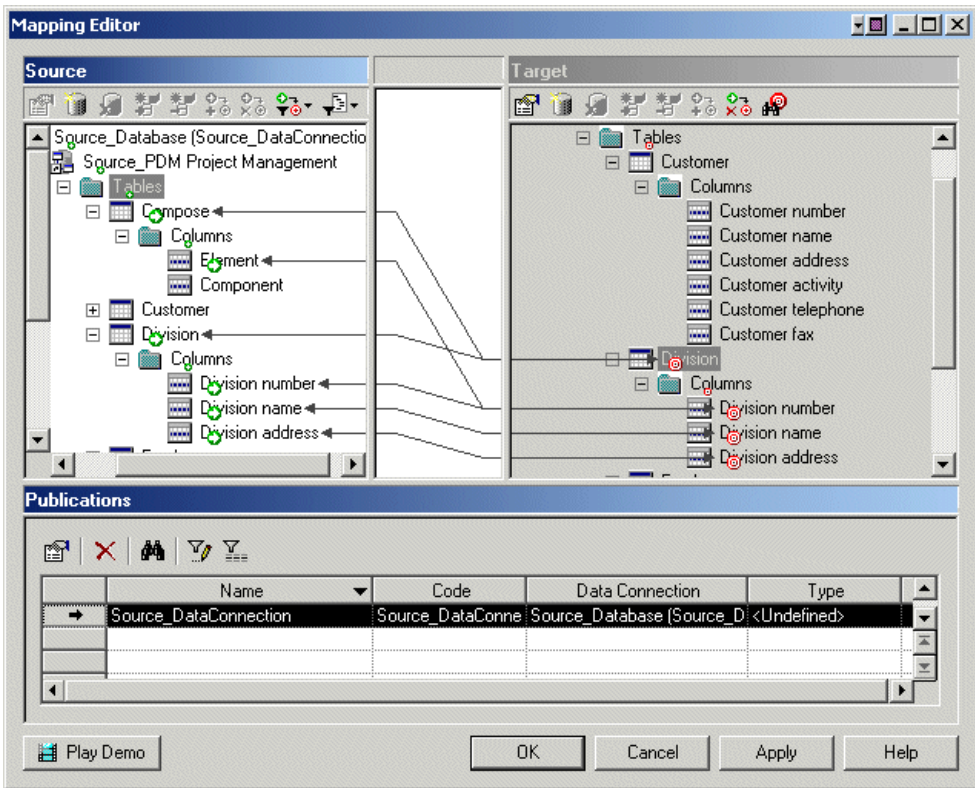 Mapping Editor
Source
Target
Source_Database (Source_DataConnectio
Source_PDM Project Management
Tables
Compose
Columns
Element
Component
Customer
Division
Columns
Division number
Division name
Division address
Tables
Customer
Columns
Customer number
Customer name
Customer address
Customer activity
Customer telephone
Customer fax
Division
Columns
Division number
Division name
Division address
Publications
Name Code Data Connection Type
Source_DataConnection Source_DataConne Source_Database (Source_D <Undefined>
Play Demo OK Cancel Apply Help